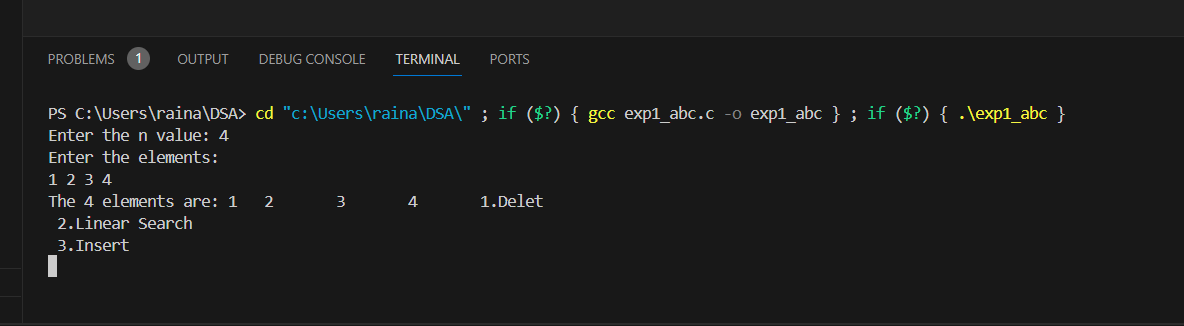 PROBLEMS 1 OUTPUT DEBUG CONSOLE TERMINAL PORTS
PS C:\Users\raina\DSA> cd "c:\Users\raina\DSA\" ; if ($?) { gcc exp1_abc.c -o exp1_abc } ; if ($?) { .\exp1_abc }
Enter the n value: 4
Enter the elements:
1 2 3 4
The 4 elements are: 1 2 3 4 1.Delet
2.Linear Search
3.Insert